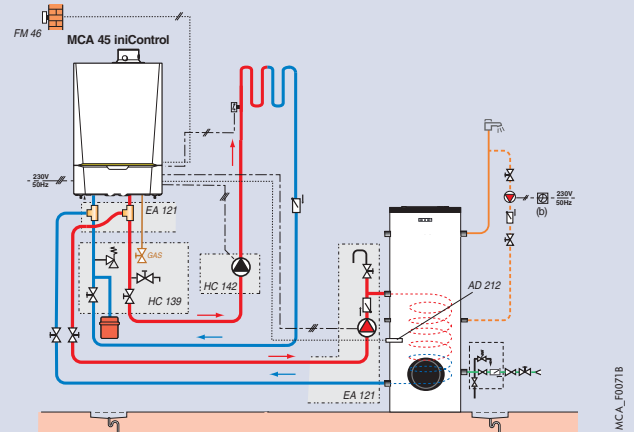 FM 46
MCA 45 iniControl
230V
50Hz
EA 121
GAS
HC 139
HC 142
230V
50Hz
(b)
AD 212
EA 121
MCA_F0071B